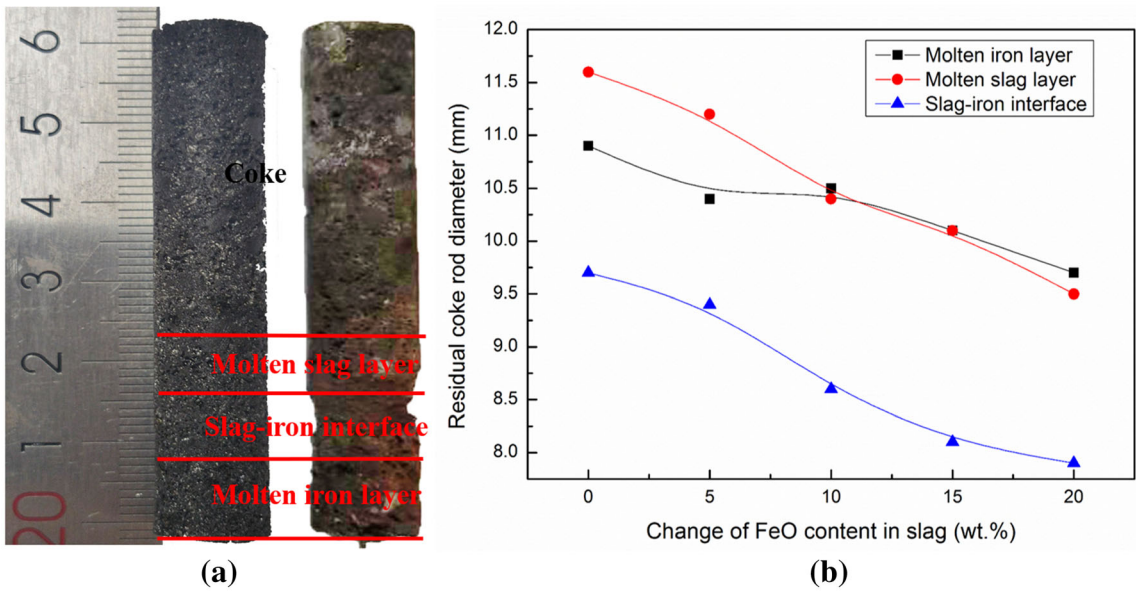 6
5
4
3
2
1
20
Coke
Molten slag layer
Slag-iron interface
Molten iron layer
(a)
12.0
11.5
11.0
10.5
10.0
9.5
9.0
8.5
8.0
Residual coke rod diameter (mm)
Molten iron layer
Molten slag layer
Slag-iron interface
0 5 10 15 20
Change of FeO content in slag (wt.%)
(b)